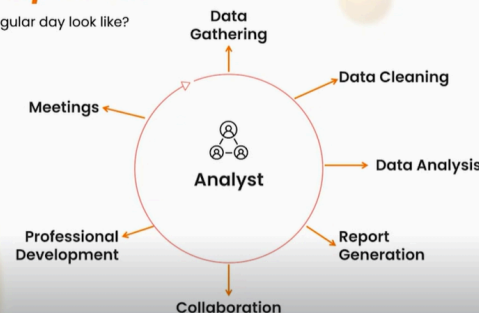 gular day look like?
Data
Gathering
Data Cleaning
Data Analysis
Report
Generation
Collaboration
Professional
Development
Meetings
Analyst